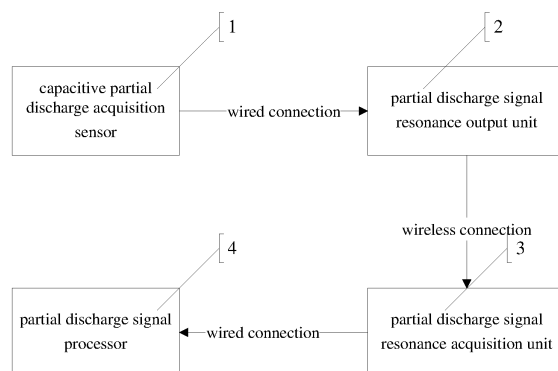 1
capacitive partial
discharge acquisition
sensor
wired connection
2
partial discharge signal
resonance output unit
wireless connection
3
partial discharge signal
resonance acquisition unit
wired connection
4
partial discharge signal
processor